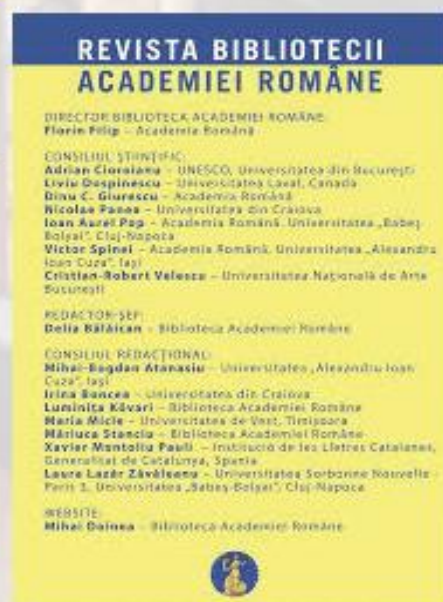 REVISTA BIBLIOTECII
ACADEMIEI ROMÂNE
DIRECTOR BIBLIOTECA ACADEMIEI ROMÂNE:
Florin Filip – Academia Română
CONSILIUL ȘTIINȚIFIC:
Adrian Cioroianu – UNESCO, Universitatea din București
Liviu Dospinescu – Universitatea Laval, Canada
Dinu C. Giurescu – Academia Română
Nicolae Panea – Universitatea din Craiova
Ioan Aurel Pop – Academia Română, Universitatea „Babeș
Bolyai”, Cluj-Napoca
Victor Spinei – Academia Română, Universitatea „Alexandru
Ioan Cuza”, Iași
Cristian-Robert Velescu – Universitatea Națională de Arte
București
REDACTOR-ȘEF:
Delia Bălăican – Biblioteca Academiei Române
CONSILIUL REDACȚIONAL:
Mihai-Bogdan Atanasiu – Universitatea „Alexandru Ioan
Cuza”, Iași
Irina Boncea – Universitatea din Craiova
Luminița Kövari – Biblioteca Academiei Române
Maria Micle – Universitatea de Vest, Timișoara
Măriuca Stanciu – Biblioteca Academiei Române
Xavier Montoliu Pauli – Institució de les Lletres Catalanes,
Generalitat de Catalunya, Spania
Laura Lazăr Zăvăleanu – Universitatea Sorbonne Nouvelle -
Paris 3, Universitatea „Babeș-Bolyai”, Cluj-Napoca
WEBSITE:
Mihai Doinea – Biblioteca Academiei Române